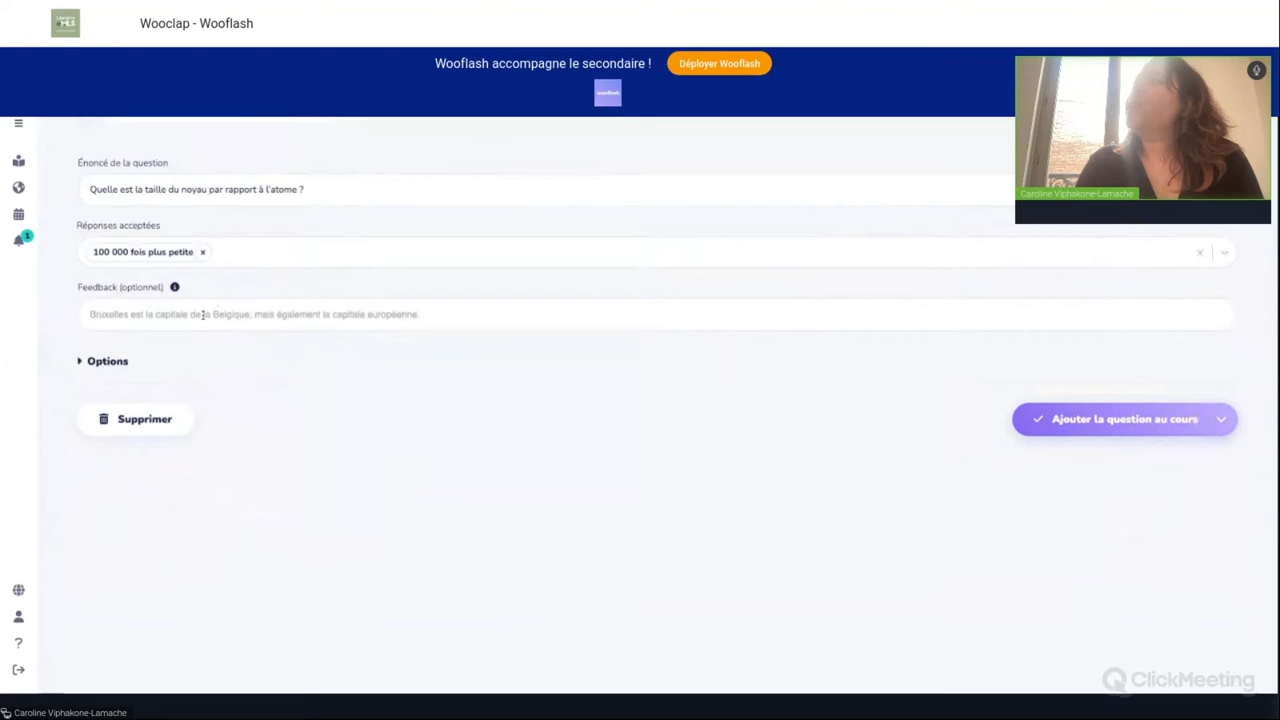 Wooclap - Wooflash
Wooflash accompagne le secondaire !
Déployer Wooflash
wooflash
Énoncé de la question
Quelle est la taille du noyau par rapport à l'atome ?
Caroline Viphakone-Lamache
Réponses acceptées
100 000 fois plus petite ×
Feedback (optionnel)
Bruxelles est la capitale de la Belgique, mais également la capitale européenne.
Options
Supprimer
Ajouter la question au cours
1
?
ClickMeeting
Caroline Viphakone-Lamache